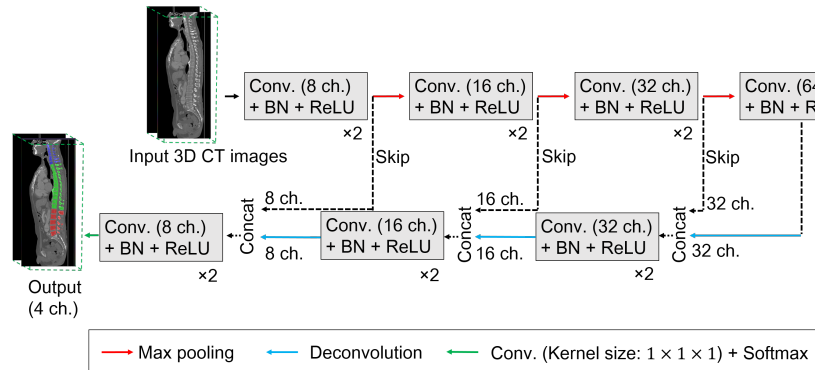 Conv. (8 ch.)
+ BN + ReLU
×2
Conv. (16 ch.)
+ BN + ReLU
×2
Conv. (32 ch.)
+ BN + ReLU
×2
Conv. (64
+ BN + R
Input 3D CT images
Skip
Skip
Skip
Conv. (8 ch.)
+ BN + ReLU
×2
Concat
8 ch.
8 ch.
Conv. (16 ch.)
+ BN + ReLU
×2
Concat
16 ch.
16 ch.
Conv. (32 ch.)
+ BN + ReLU
×2
Concat
32 ch.
32 ch.
Output
(4 ch.)
Max pooling
Deconvolution
Conv. (Kernel size: 1 × 1 × 1) + Softmax